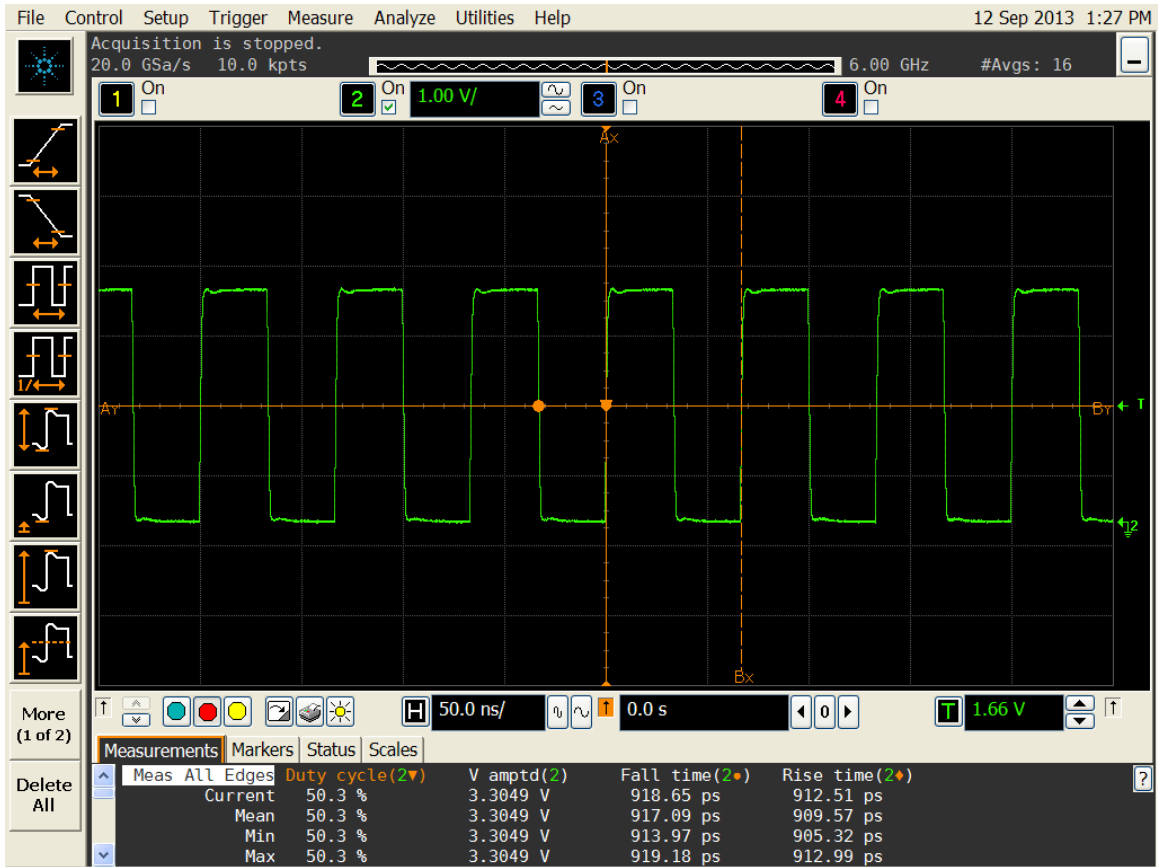 File Control Setup Trigger Measure Analyze Utilities Help 12 Sep 2013 1:27 PM
Acquisition is stopped.
20.0 GSa/s 10.0 kpts 6.00 GHz #Avgs: 16
1 On 2 On 1.00 V/ 3 On 4 On
Ax
AY BY T
2
Bx
1/
More
(1 of 2)
Delete
All
H 50.0 ns/ 0.0 s 0 T 1.66 V
Measurements Markers Status Scales
Meas All Edges Duty cycle(2▼) V amptd(2) Fall time(2●) Rise time(2♦) ?
Current 50.3 % 3.3049 V 918.65 ps 912.51 ps
Mean 50.3 % 3.3049 V 917.09 ps 909.57 ps
Min 50.3 % 3.3049 V 913.97 ps 905.32 ps
Max 50.3 % 3.3049 V 919.18 ps 912.99 ps